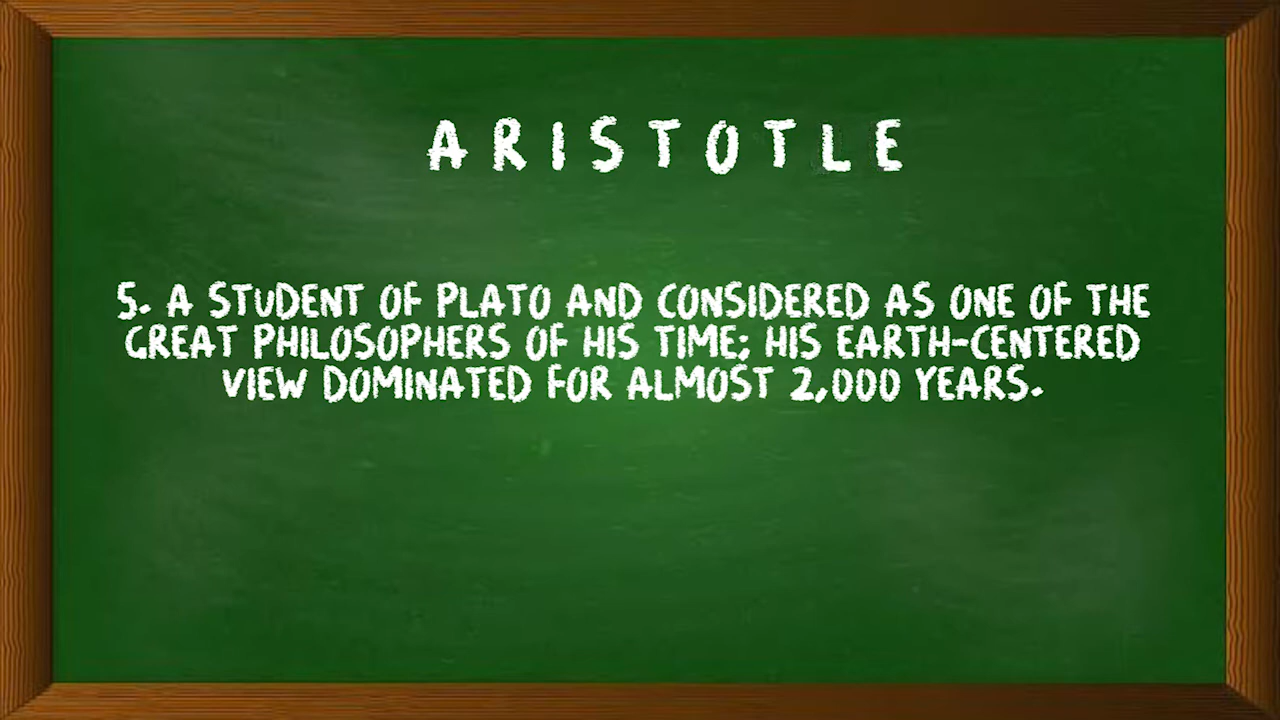 ARISTOTLE
5. A STUDENT OF PLATO AND CONSIDERED AS ONE OF THE
GREAT PHILOSOPHERS OF HIS TIME; HIS EARTH-CENTERED
VIEW DOMINATED FOR ALMOST 2,000 YEARS.